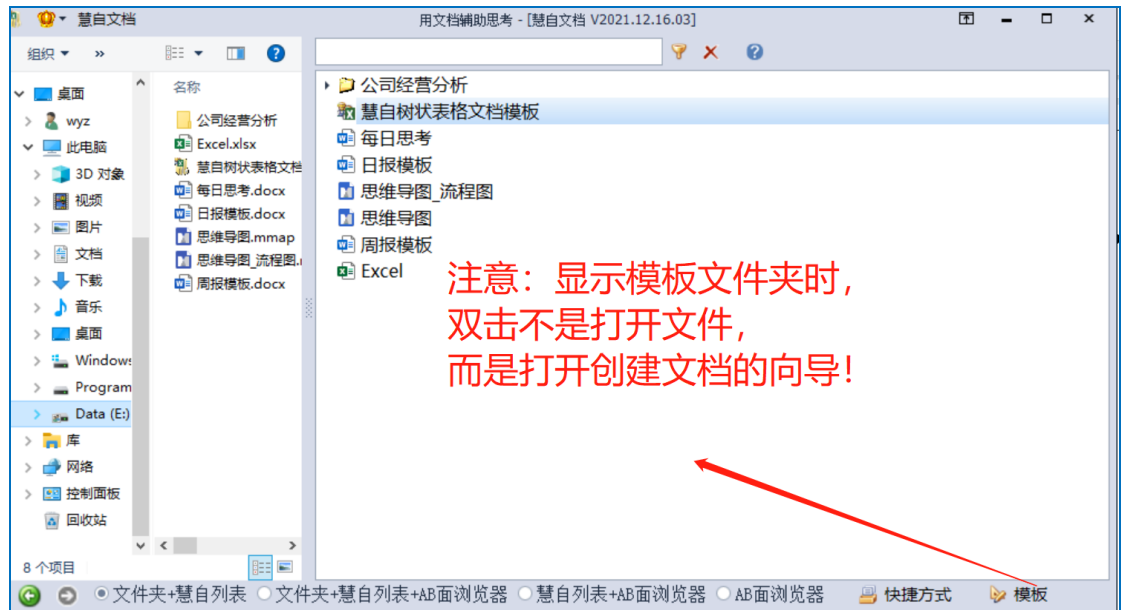 慧自文档
用文档辅助思考 - [慧自文档 V2021.12.16.03]
组织
桌面
wyz
此电脑
3D 对象
视频
图片
文档
下载
音乐
桌面
Windows
Program
Data (E:)
库
网络
控制面板
回收站
名称
公司经营分析
Excel.xlsx
慧自树状表格文档
每日思考.docx
日报模板.docx
思维导图.mmap
思维导图_流程图.
周报模板.docx
公司经营分析
慧自树状表格文档模板
每日思考
日报模板
思维导图_流程图
思维导图
周报模板
Excel
注意：显示模板文件夹时，
双击不是打开文件，
而是打开创建文档的向导！
8 个项目
文件夹+慧自列表 文件夹+慧自列表+AB面浏览器 慧自列表+AB面浏览器 AB面浏览器 快捷方式 模板